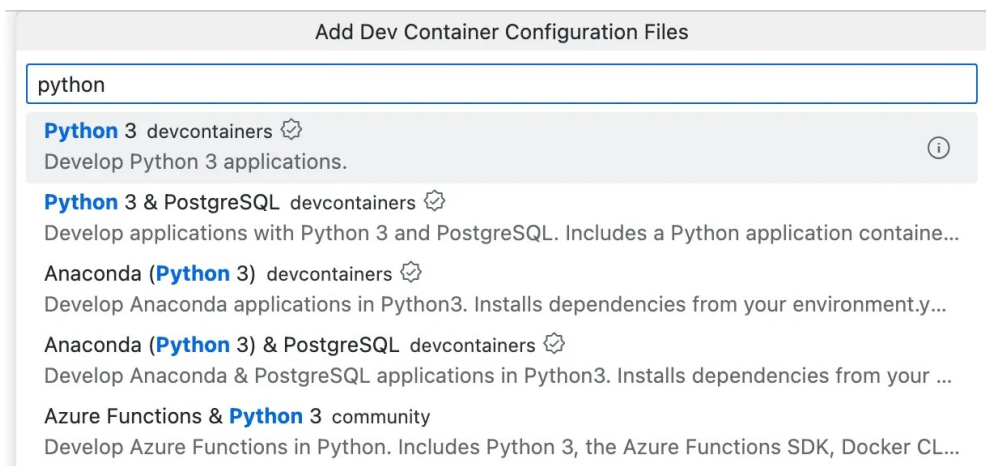 Add Dev Container Configuration Files
python
Python 3 devcontainers
Develop Python 3 applications.
Python 3 & PostgreSQL devcontainers
Develop applications with Python 3 and PostgreSQL. Includes a Python application containe...
Anaconda (Python 3) devcontainers
Develop Anaconda applications in Python3. Installs dependencies from your environment.y...
Anaconda (Python 3) & PostgreSQL devcontainers
Develop Anaconda & PostgreSQL applications in Python3. Installs dependencies from your ...
Azure Functions & Python 3 community
Develop Azure Functions in Python. Includes Python 3, the Azure Functions SDK, Docker CL...